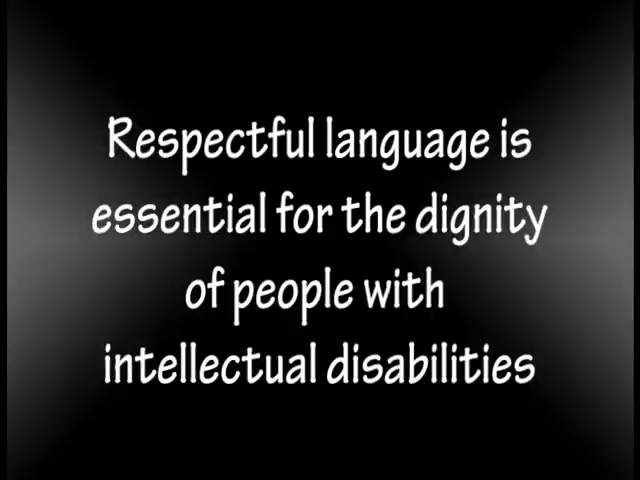 Respectful language is
essential for the dignity
of people with
intellectual disabilities